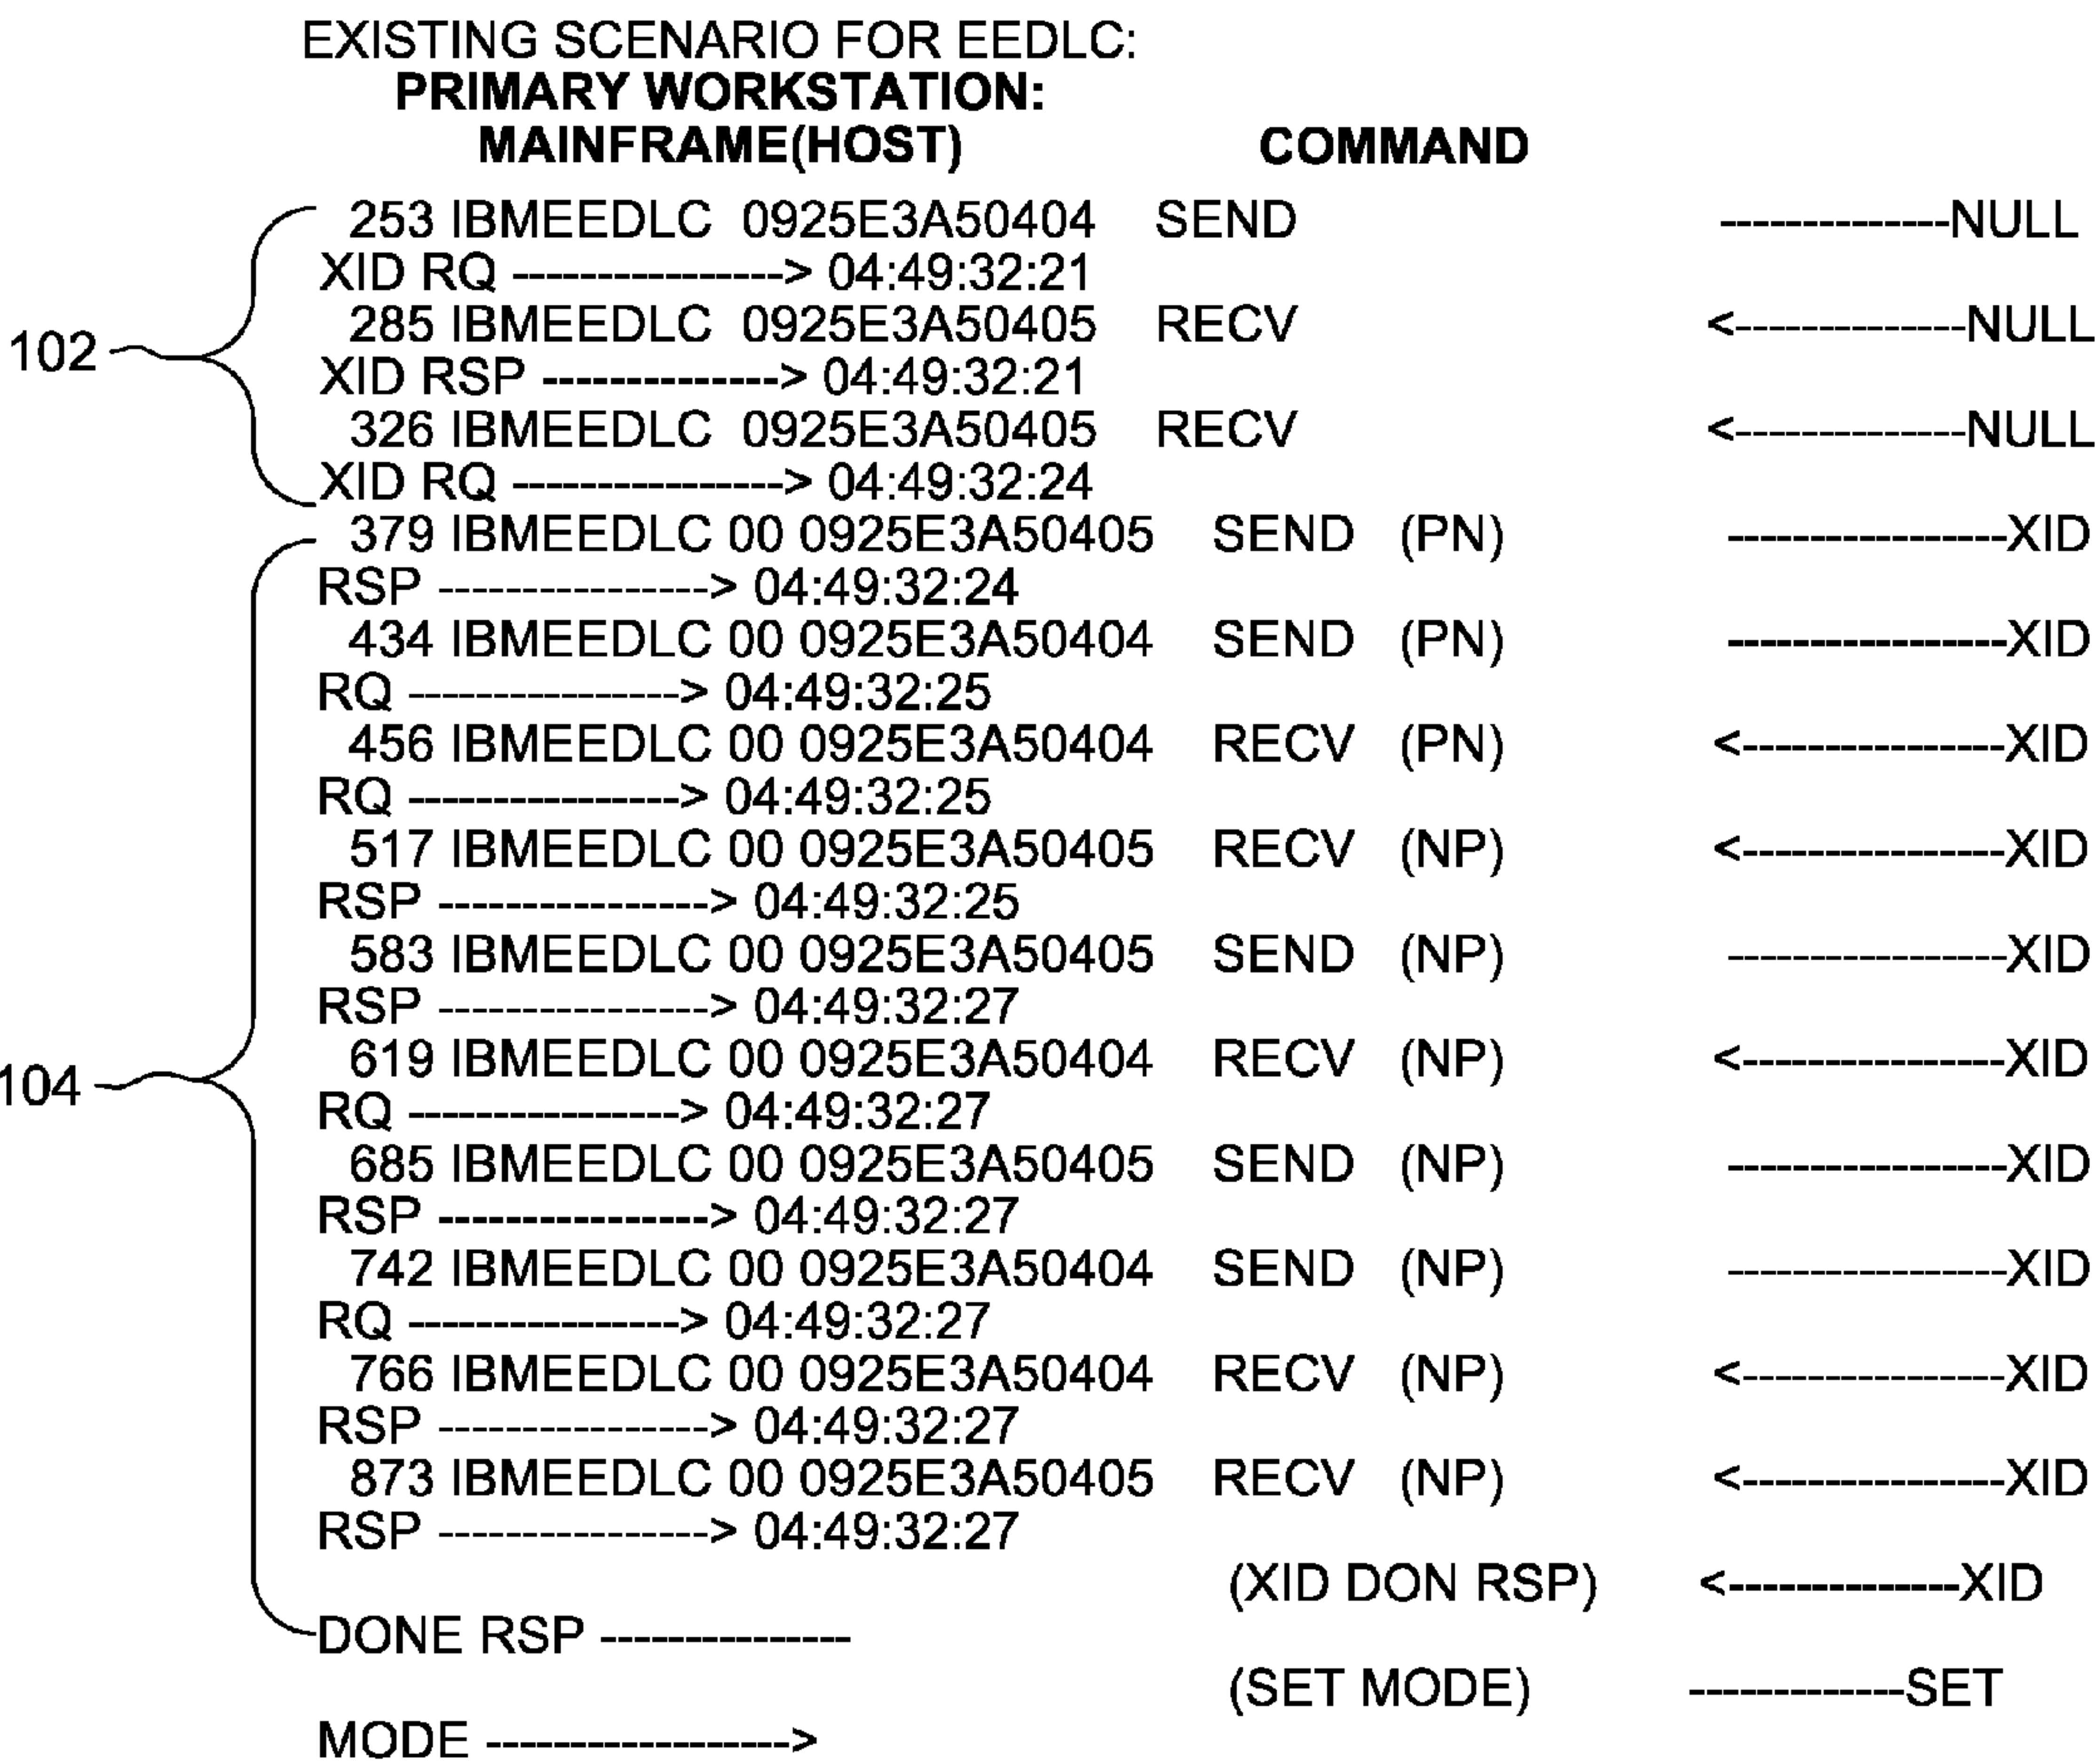 EXISTING SCENARIO FOR EEDLC:
PRIMARY WORKSTATION:
MAINFRAME(HOST) COMMAND
253 IBMEEDLC 0925E3A50404 SEND -------------NULL
XID RQ ---------------> 04:49:32:21
285 IBMEEDLC 0925E3A50405 RECV <-------------NULL
102
XID RSP --------------> 04:49:32:21
326 IBMEEDLC 0925E3A50405 RECV <-------------NULL
XID RQ ---------------> 04:49:32:24
379 IBMEEDLC 00 0925E3A50405 SEND (PN) ----------------XID
RSP ---------------> 04:49:32:24
434 IBMEEDLC 00 0925E3A50404 SEND (PN) ----------------XID
RQ ---------------> 04:49:32:25
456 IBMEEDLC 00 0925E3A50404 RECV (PN) <---------------XID
RQ ---------------> 04:49:32:25
517 IBMEEDLC 00 0925E3A50405 RECV (NP) <---------------XID
RSP ---------------> 04:49:32:25
583 IBMEEDLC 00 0925E3A50405 SEND (NP) ----------------XID
RSP ---------------> 04:49:32:27
619 IBMEEDLC 00 0925E3A50404 RECV (NP) <---------------XID
104
RQ ---------------> 04:49:32:27
685 IBMEEDLC 00 0925E3A50405 SEND (NP) ----------------XID
RSP ---------------> 04:49:32:27
742 IBMEEDLC 00 0925E3A50404 SEND (NP) ----------------XID
RQ ---------------> 04:49:32:27
766 IBMEEDLC 00 0925E3A50404 RECV (NP) <---------------XID
RSP ---------------> 04:49:32:27
873 IBMEEDLC 00 0925E3A50405 RECV (NP) <---------------XID
RSP ---------------> 04:49:32:27
(XID DON RSP) <-------------XID
DONE RSP ---------------
(SET MODE) -------------SET
MODE ----------------->